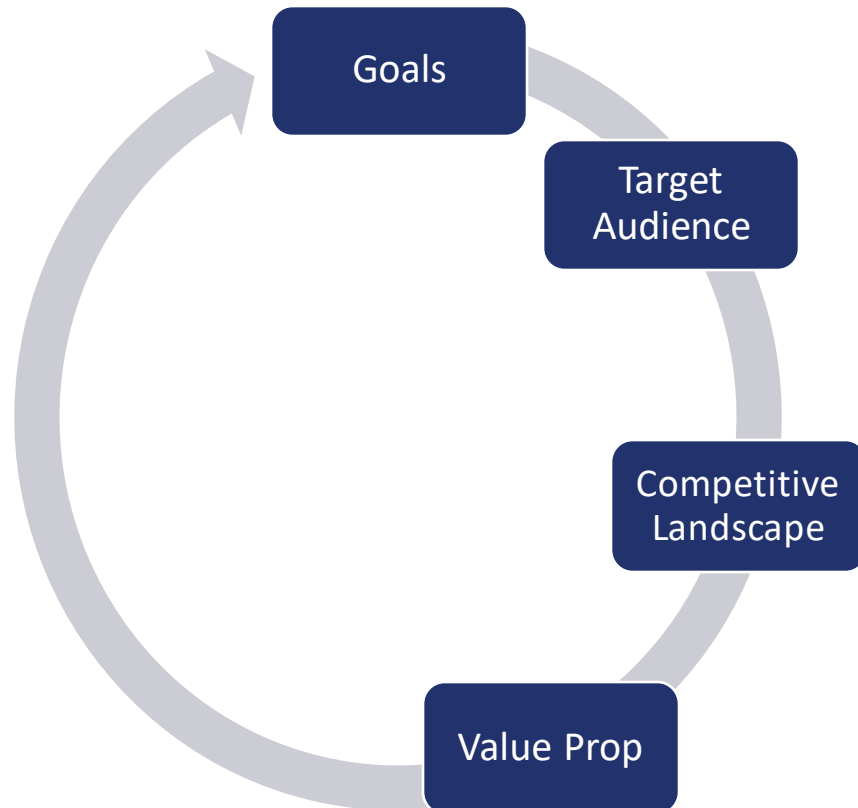 Goals
Target
Audience
Competitive
Landscape
Value Prop